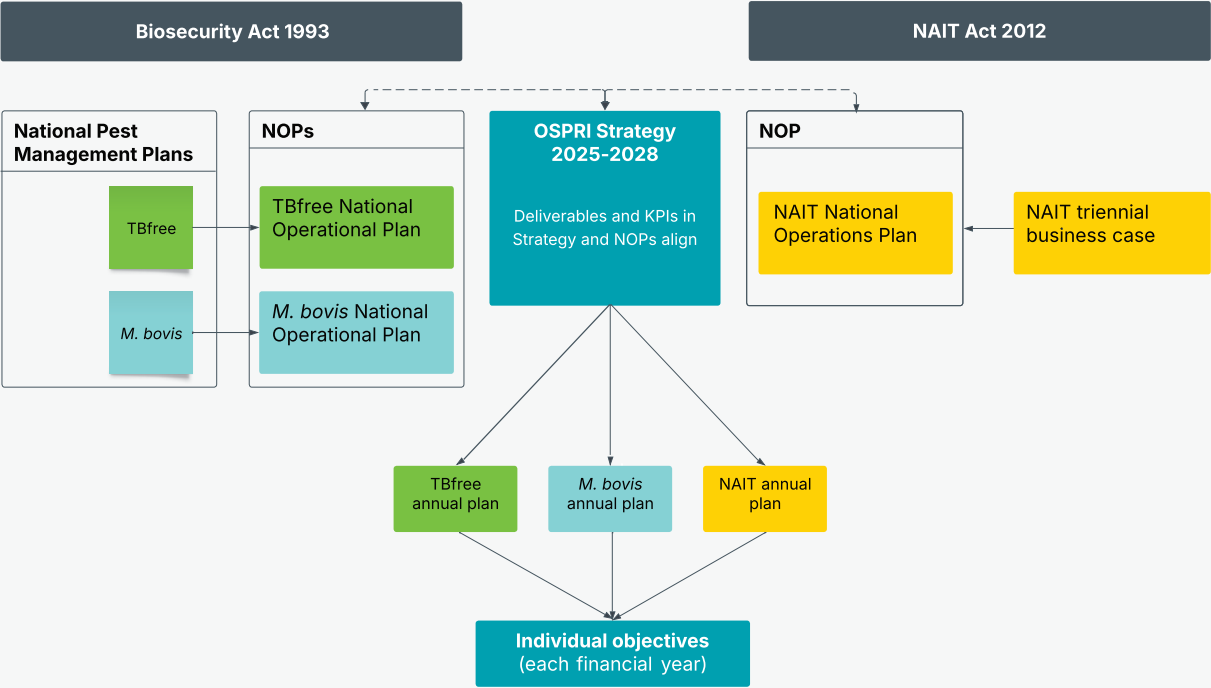 Biosecurity Act 1993
NAIT Act 2012
National Pest
Management Plans
TBfree
M. bovis
NOPs
TBfree National
Operational Plan
M. bovis National
Operational Plan
OSPRI Strategy
2025-2028
Deliverables and KPIs in
Strategy and NOPs align
NOP
NAIT National
Operations Plan
NAIT triennial
business case
TBfree
annual plan
M. bovis
annual plan
NAIT annual
plan
Individual objectives
(each financial year)